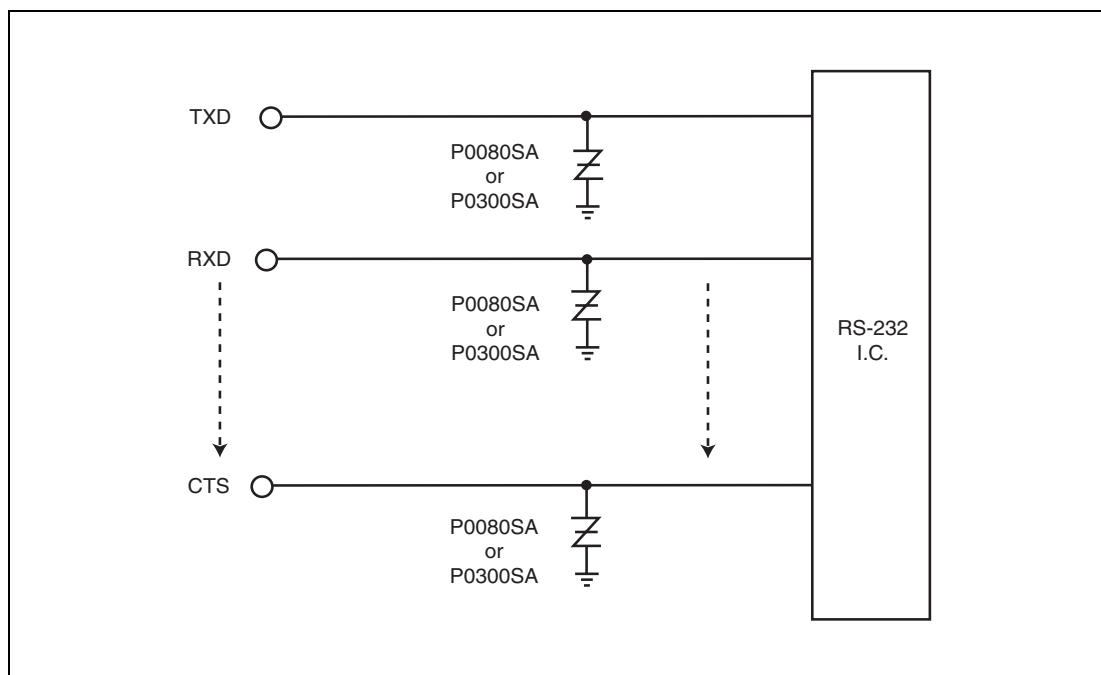 TXD
P0080SA
or
P0300SA
RXD
P0080SA
or
P0300SA
RS-232
I.C.
CTS
P0080SA
or
P0300SA